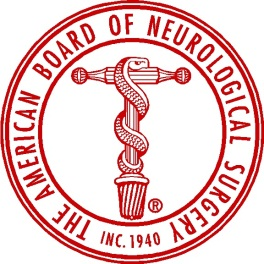 THE AMERICAN BOARD OF NEUROLOGICAL SURGERY
INC. 1940
®